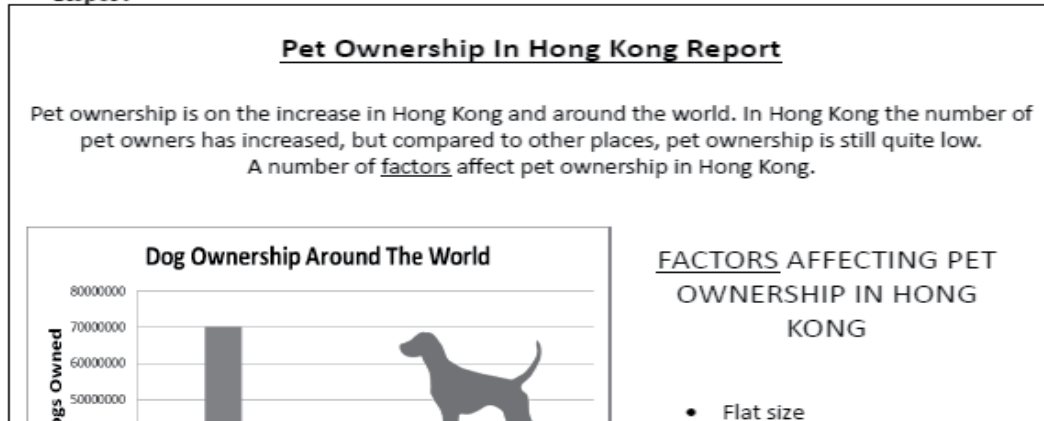 Pet Ownership In Hong Kong Report
Pet ownership is on the increase in Hong Kong and around the world. In Hong Kong the number of
pet owners has increased, but compared to other places, pet ownership is still quite low.
A number of factors affect pet ownership in Hong Kong.
Dog Ownership Around The World
80000000
70000000
60000000
50000000
Owned
FACTORS AFFECTING PET
OWNERSHIP IN HONG
KONG
• Flat size